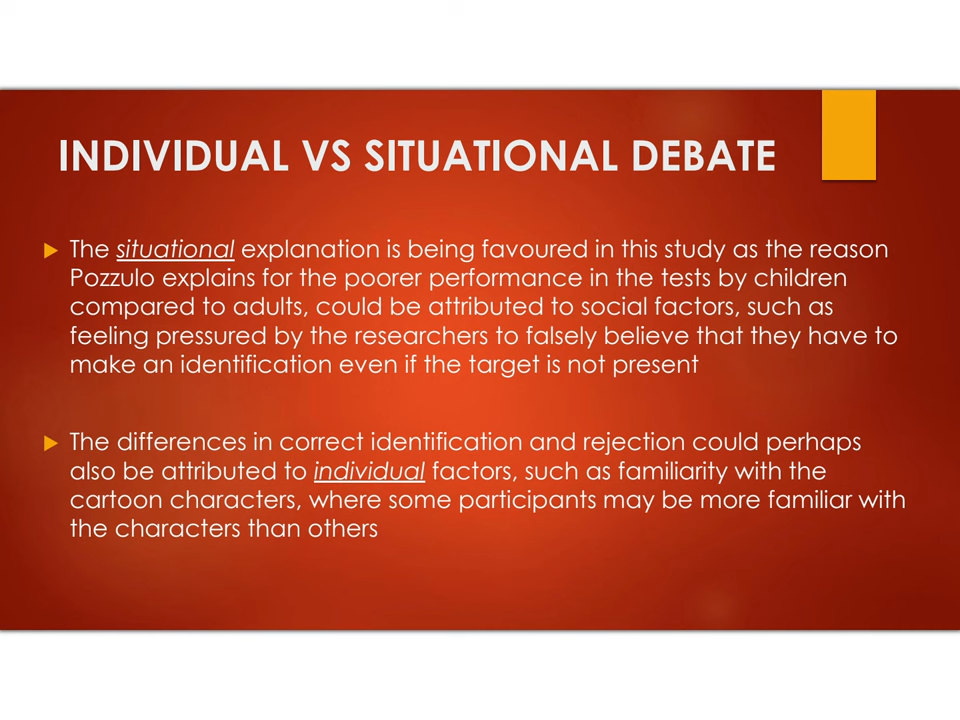 INDIVIDUAL VS SITUATIONAL DEBATE
The situational explanation is being favoured in this study as the reason
Pozzulo explains for the poorer performance in the tests by children
compared to adults, could be attributed to social factors, such as
feeling pressured by the researchers to falsely believe that they have to
make an identification even if the target is not present
The differences in correct identification and rejection could perhaps
also be attributed to individual factors, such as familiarity with the
cartoon characters, where some participants may be more familiar with
the characters than others